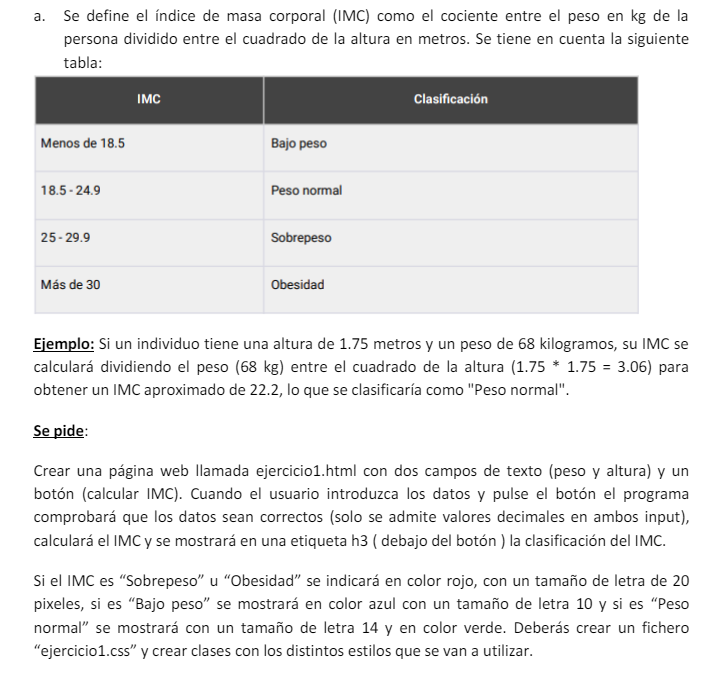 a. Se define el índice de masa corporal (IMC) como el cociente entre el peso en kg de la
persona dividido entre el cuadrado de la altura en metros. Se tiene en cuenta la siguiente
tabla:
IMC Clasificación
Menos de 18.5 Bajo peso
18.5 - 24.9 Peso normal
25 - 29.9 Sobrepeso
Más de 30 Obesidad
Ejemplo: Si un individuo tiene una altura de 1.75 metros y un peso de 68 kilogramos, su IMC se
calculará dividiendo el peso (68 kg) entre el cuadrado de la altura (1.75 * 1.75 = 3.06) para
obtener un IMC aproximado de 22.2, lo que se clasificaría como "Peso normal".
Se pide:
Crear una página web llamada ejercicio1.html con dos campos de texto (peso y altura) y un
botón (calcular IMC). Cuando el usuario introduzca los datos y pulse el botón el programa
comprobará que los datos sean correctos (solo se admite valores decimales en ambos input),
calculará el IMC y se mostrará en una etiqueta h3 ( debajo del botón ) la clasificación del IMC.
Si el IMC es “Sobrepeso” u “Obesidad” se indicará en color rojo, con un tamaño de letra de 20
pixeles, si es “Bajo peso” se mostrará en color azul con un tamaño de letra 10 y si es “Peso
normal” se mostrará con un tamaño de letra 14 y en color verde. Deberás crear un fichero
“ejercicio1.css” y crear clases con los distintos estilos que se van a utilizar.